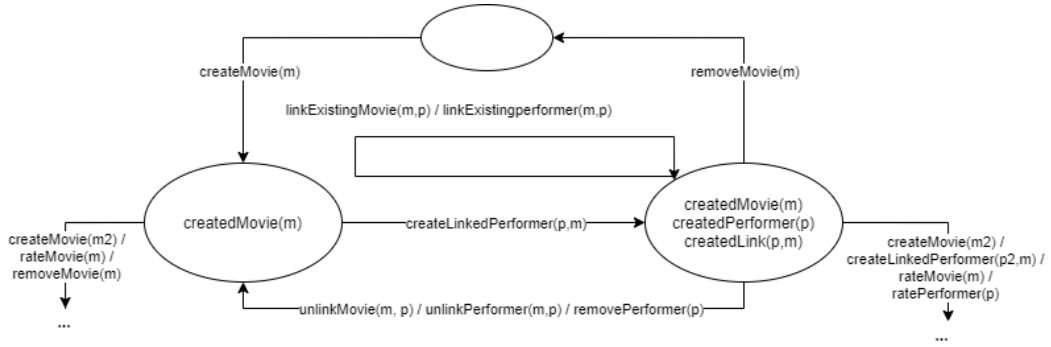 createMovie(m)
removeMovie(m)
linkExistingMovie(m,p) / linkExistingperformer(m,p)
createdMovie(m)
createLinkedPerformer(p,m)
createdMovie(m)
createdPerformer(p)
createdLink(p,m)
createMovie(m2) /
rateMovie(m) /
removeMovie(m)
...
createMovie(m2) /
createLinkedPerformer(p2,m) /
rateMovie(m) /
ratePerformer(p)
...
unlinkMovie(m, p) / unlinkPerformer(m,p) / removePerformer(p)